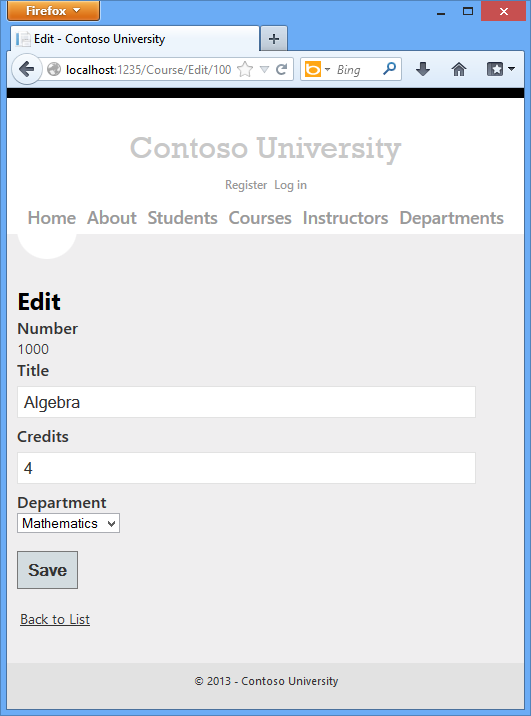 Firefox
Edit - Contoso University
localhost:1235/Course/Edit/100
Bing
Contoso University
Register Log in
Home About Students Courses Instructors Departments
Edit
Number
1000
Title
Algebra
Credits
4
Department
Mathematics
Save
Back to List
© 2013 - Contoso University